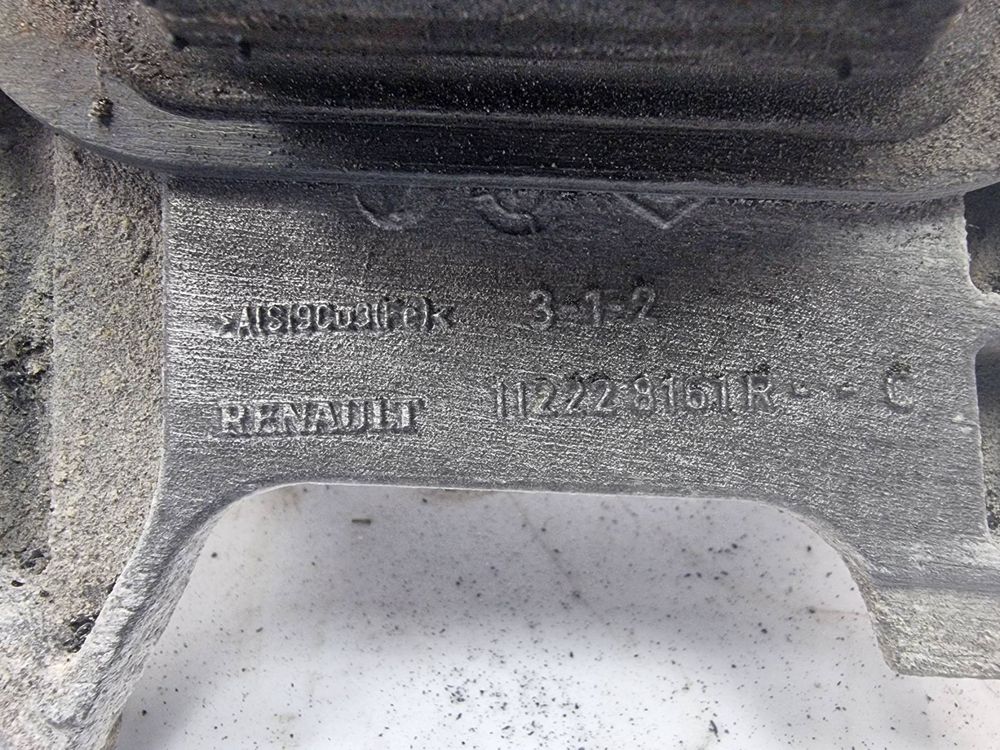 >AlSi9Cu3(Fe)<
3-1-2
RENAULT
112228161R--C